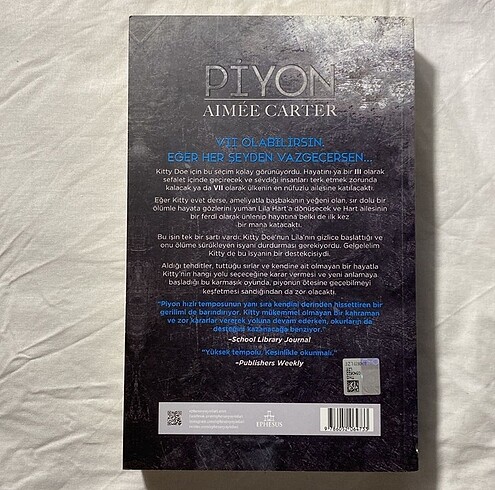 PİYON
AIMÉE CARTER
VII OLABİLİRSİN.
EĞER HER ŞEYDEN VAZGEÇERSEN...
Kitty Doe için bu seçim kolay görünüyordu. Hayatını ya bir III olarak
sefalet içinde geçirecek ve sevdiği insanları terk etmek zorunda
kalacak ya da VII olarak ülkenin en nüfuzlu ailesine katılacaktı.
Eğer Kitty evet derse, ameliyatla başbakanın yeğeni olan, sır dolu bir
ölümle hayata gözlerini yuman Lila Hart'a dönüşecek ve Hart ailesinin
bir ferdi olarak ünlenip hayatına belki de ilk kez
bir mana katacaktı.
Bu işin tek bir şartı vardı: Kitty Doe'nun Lila'nın gizlice başlattığı ve
onu ölüme sürükleyen isyanı durdurması gerekiyordu. Gelgelelim
Kitty de bu isyanın bir destekçisiydi.
Aldığı tehditler, tuttuğu sırlar ve kendine ait olmayan bir hayatla
Kitty'nin hangi yolu seçeceğine karar vermesi ve yeni anlamaya
başladığı bu karmaşık oyunda, piyonun ötesine geçebilmeyi
keşfetmesi sandığından da zor olacaktı.
"Piyon hızlı temposunun yanı sıra kendini derinden hissettiren bir
gerilimi de barındırıyor. Kitty mükemmel olmayan bir kahraman
ve zor kararlar vererek yoluna devam ederken, okurların da
desteğini kazanacağa benziyor."
–School Library Journal
"Yüksek tempolu. Kesinlikle okunmalı."
–Publishers Weekly
EPHESUS